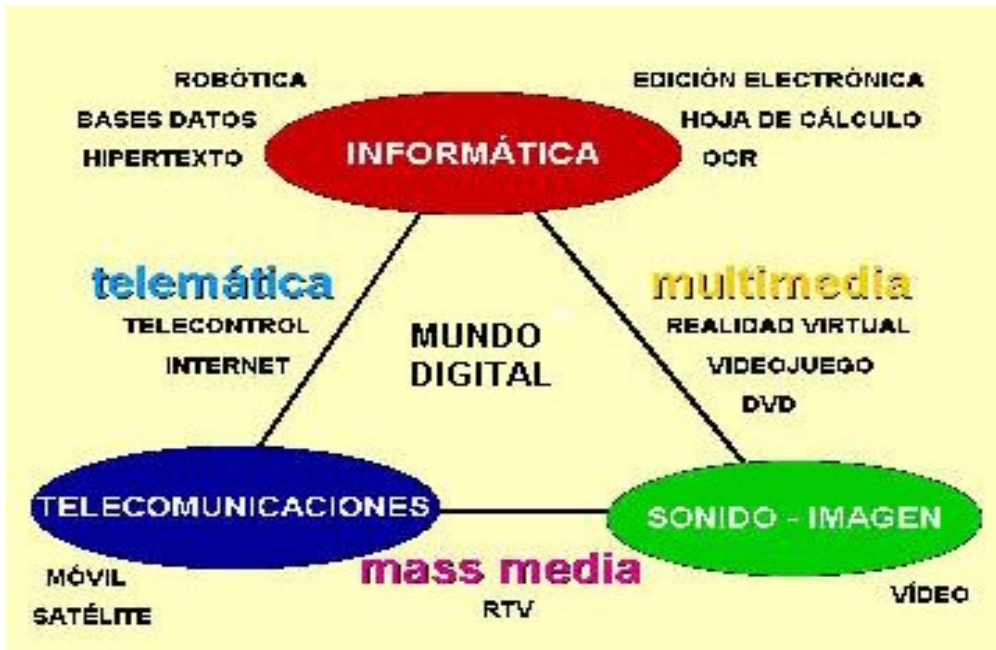 ROBÓTICA
EDICIÓN ELECTRÓNICA
BASES DATOS
HOJA DE CÁLCULO
HIPERTEXTO
INFORMÁTICA
OCR
telemática
multimedia
TELECONTROL
REALIDAD VIRTUAL
INTERNET
VIDEOJUEGO
DVD
MUNDO
DIGITAL
TELECOMUNICACIONES
SONIDO - IMAGEN
mass media
MÓVIL
SATÉLITE
RTV
VÍDEO